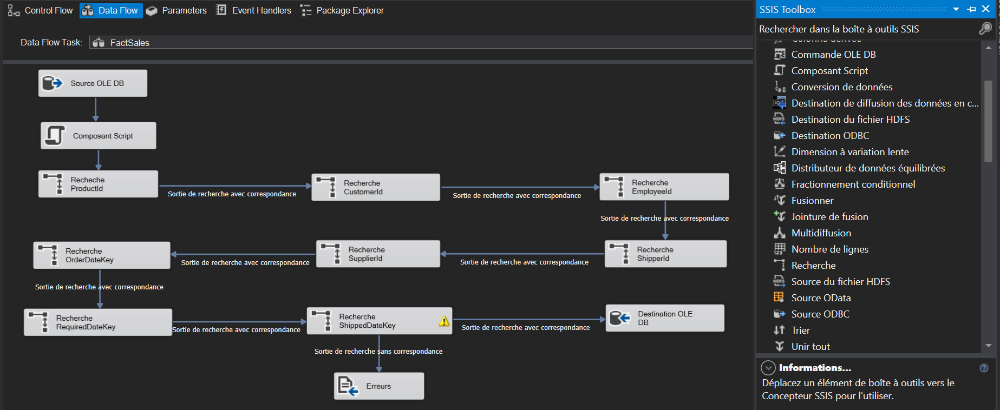 Control Flow
Data Flow
Parameters
Event Handlers
Package Explorer
Data Flow Task:
FactSales
Source OLE DB
Composant Script
Recheche
ProductId
Sortie de recherche avec correspondance
Recherche
CustomerId
Sortie de recherche avec correspondance
Recherche
EmployeeId
Sortie de recherche avec correspondance
Recherche
OrderDateKey
Sortie de recherche avec correspondance
Recherche
SupplierId
Sortie de recherche avec correspondance
Recherche
ShipperId
Sortie de recherche avec correspondance
Recherche
RequiredDateKey
Sortie de recherche avec correspondance
Recherche
ShippedDateKey
Sortie de recherche avec correspondance
Destination OLE
DB
Sortie de recherche sans correspondance
Erreurs
SSIS Toolbox
Rechercher dans la boîte à outils SSIS
Colonne dérivée
Commande OLE DB
Composant Script
Conversion de données
Destination de diffusion des données en c...
Destination du fichier HDFS
Destination ODBC
Dimension à variation lente
Distributeur de données équilibrées
Fractionnement conditionnel
Fusionner
Jointure de fusion
Multidiffusion
Nombre de lignes
Recherche
Source du fichier HDFS
Source OData
Source ODBC
Trier
Unir tout
Informations...
Déplacez un élément de boîte à outils vers le
Concepteur SSIS pour l'utiliser.